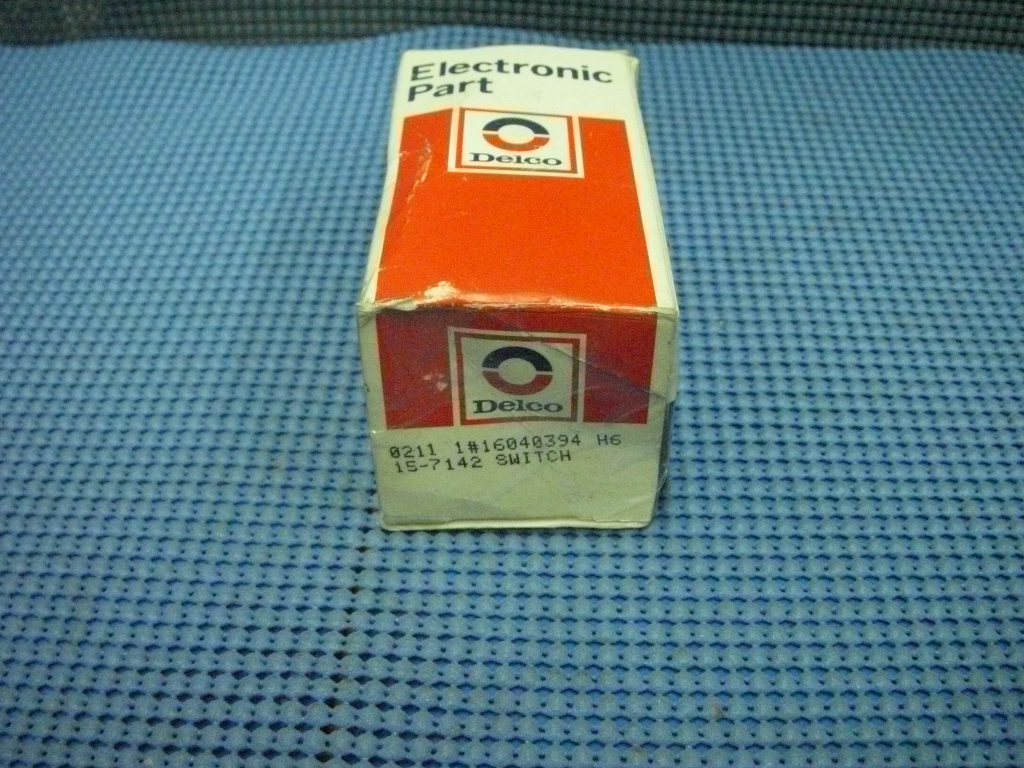 Electronic
Part
Delco
Delco
0211 1#16040394 H6
15-7142 SWITCH